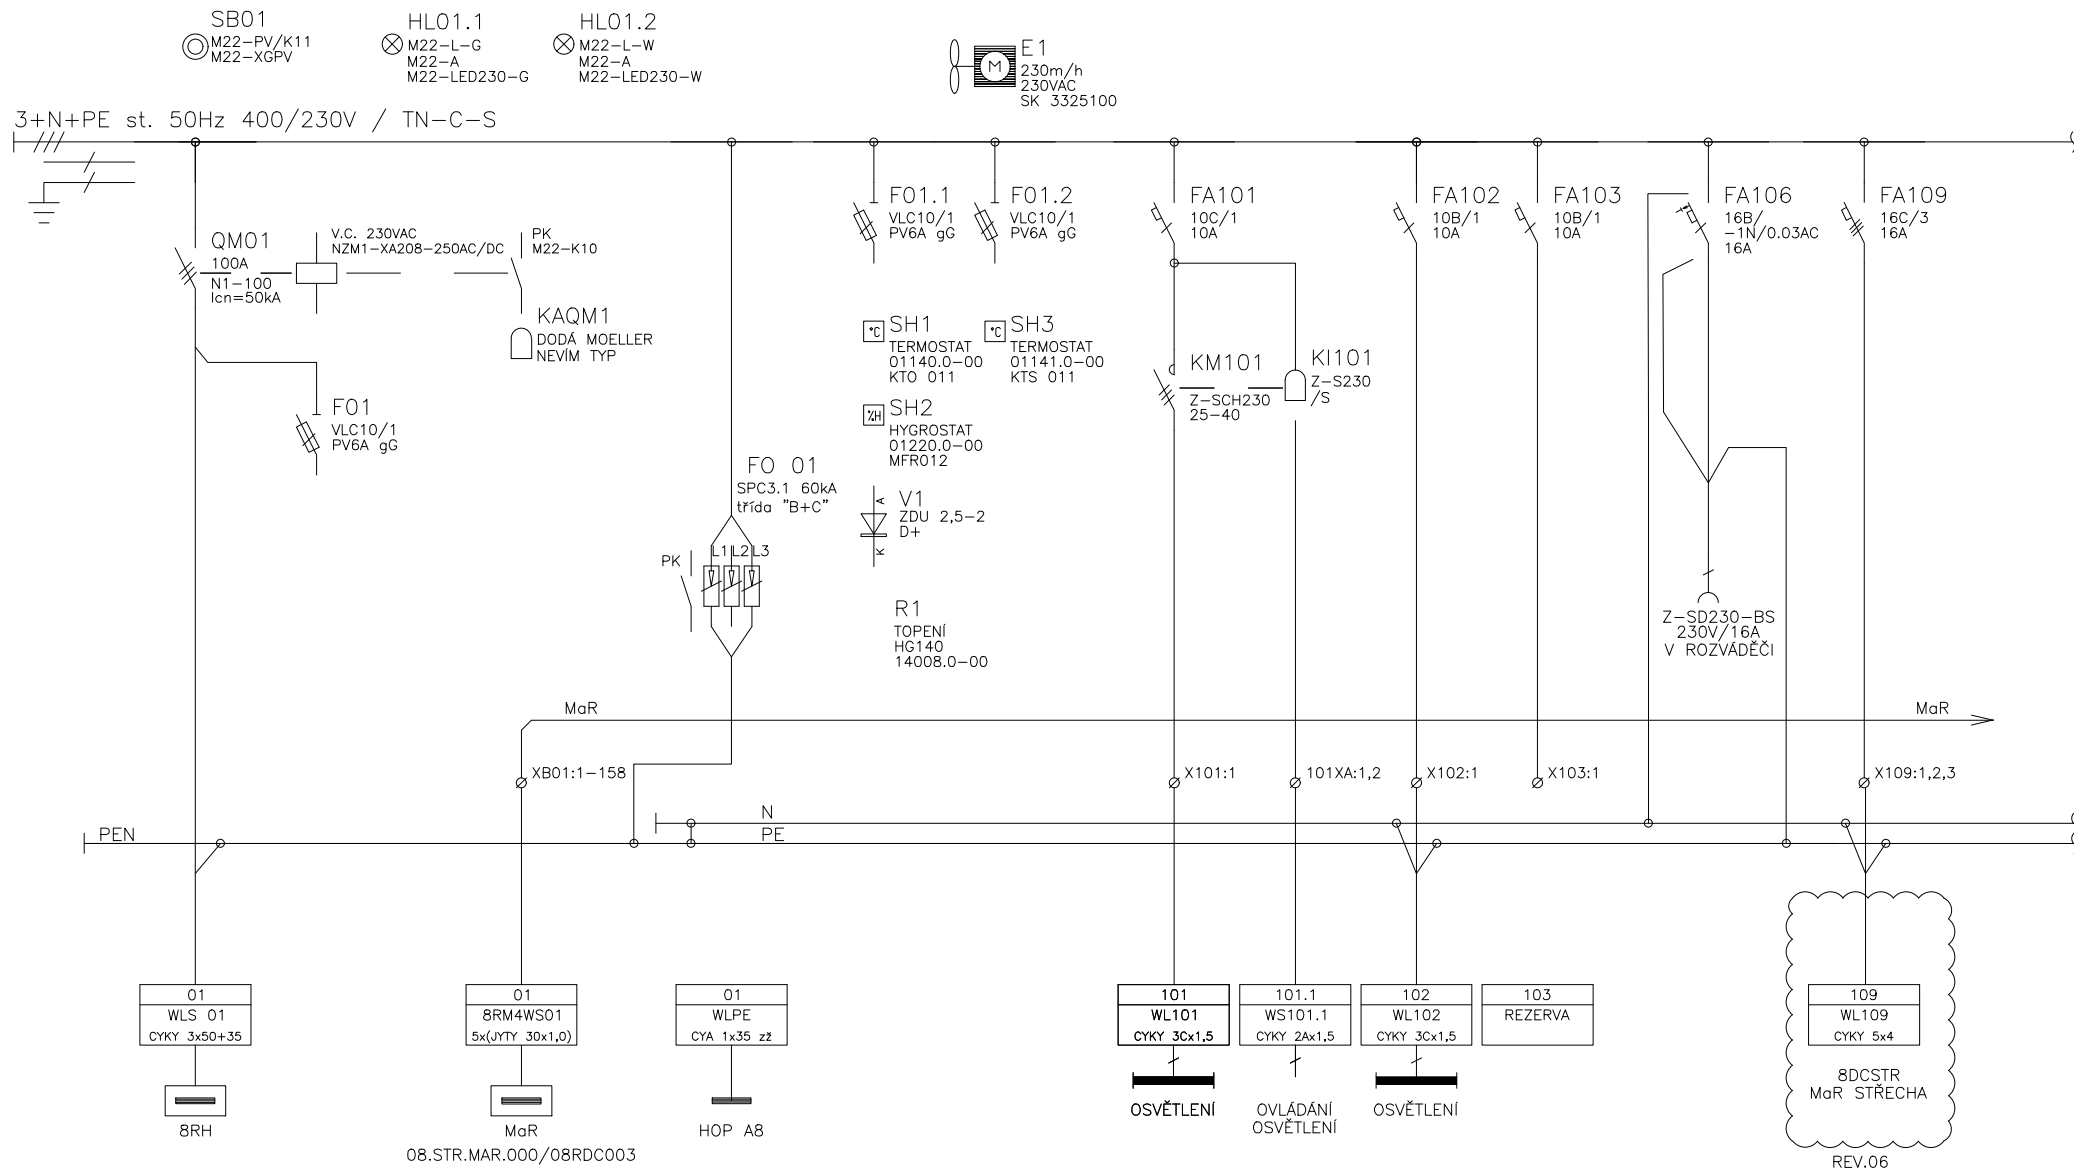 SB01
M22-PV/K11
M22-XGPV
HL01.1
M22-L-G
M22-A
M22-LED230-G
HL01.2
M22-L-W
M22-A
M22-LED230-W
M
E1
230m/h
230VAC
SK 3325100
3+N+PE st. 50Hz 400/230V / TN-C-S
QM01
100A
N1-100
Icn=50kA
V.C. 230VAC
NZM1-XA208-250AC/DC
PK
M22-K10
KAQM1
DODÁ MOELLER
NEVÍM TYP
F01
VLC10/1
PV6A gG
FO 01
SPC3.1 60kA
třída "B+C"
PK
L1
L2
L3
F01.1
VLC10/1
PV6A gG
F01.2
VLC10/1
PV6A gG
°C
SH1
TERMOSTAT
01140.0-00
KTO 011
°C
SH3
TERMOSTAT
01141.0-00
KTS 011
%H
SH2
HYGROSTAT
01220.0-00
MFR012
A
V1
ZDU 2,5-2
D+
K
R1
TOPENÍ
HG140
14008.0-00
FA101
10C/1
10A
KM101
Z-SCH230
25-40
KI101
Z-S230
/S
FA102
10B/1
10A
FA103
10B/1
10A
FA106
16B/
-1N/0.03AC
16A
Z-SD230-BS
230V/16A
V ROZVÁDĚČI
FA109
16C/3
16A
MaR
MaR
XB01:1-158
X101:1
101XA:1,2
X102:1
X103:1
X109:1,2,3
N
PEN
PE
01
WLS 01
CYKY 3x50+35
8RH
01
8RM4WS01
5x(JYTY 30x1,0)
MaR
08.STR.MAR.000/08RDC003
01
WLPE
CYA 1x35 zž
HOP A8
101
WL101
CYKY 3Cx1,5
OSVĚTLENÍ
101.1
WS101.1
CYKY 2Ax1,5
OVLÁDÁNÍ
OSVĚTLENÍ
102
WL102
CYKY 3Cx1,5
OSVĚTLENÍ
103
REZERVA
109
WL109
CYKY 5x4
8DCSTR
MaR STŘECHA
REV.06